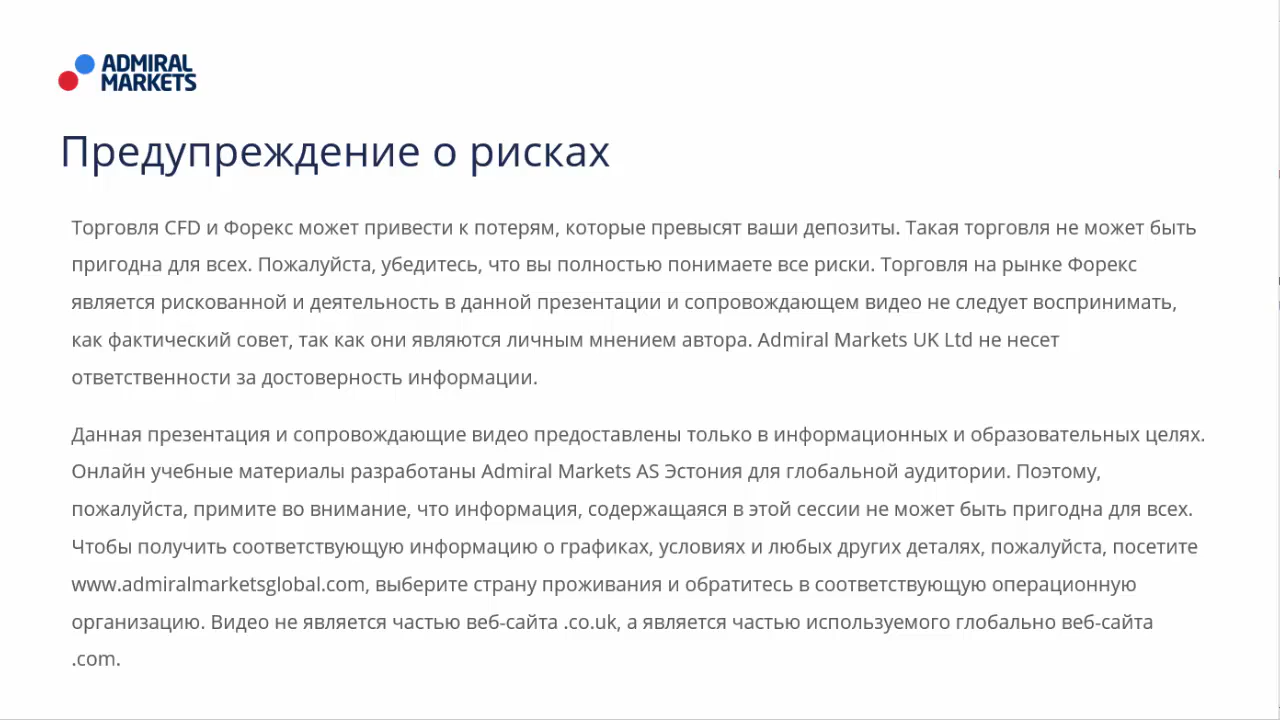 ADMIRAL
MARKETS
Предупреждение о рисках
Торговля CFD и Форекс может привести к потерям, которые превысят ваши депозиты. Такая торговля не может быть
пригодна для всех. Пожалуйста, убедитесь, что вы полностью понимаете все риски. Торговля на рынке Форекс
является рискованной и деятельность в данной презентации и сопровождающем видео не следует воспринимать,
как фактический совет, так как они являются личным мнением автора. Admiral Markets UK Ltd не несет
ответственности за достоверность информации.
Данная презентация и сопровождающие видео предоставлены только в информационных и образовательных целях.
Онлайн учебные материалы разработаны Admiral Markets AS Эстония для глобальной аудитории. Поэтому,
пожалуйста, примите во внимание, что информация, содержащаяся в этой сессии не может быть пригодна для всех.
Чтобы получить соответствующую информацию о графиках, условиях и любых других деталях, пожалуйста, посетите
www.admiralmarketsglobal.com, выберите страну проживания и обратитесь в соответствующую операционную
организацию. Видео не является частью веб-сайта .co.uk, а является частью используемого глобально веб-сайта
.com.